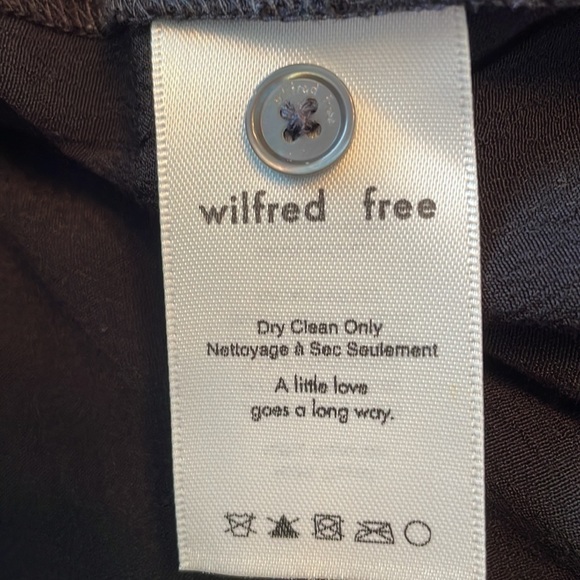 wilfred free
Dry Clean Only
Nettoyage à Sec Seulement
A little love
goes a long way.